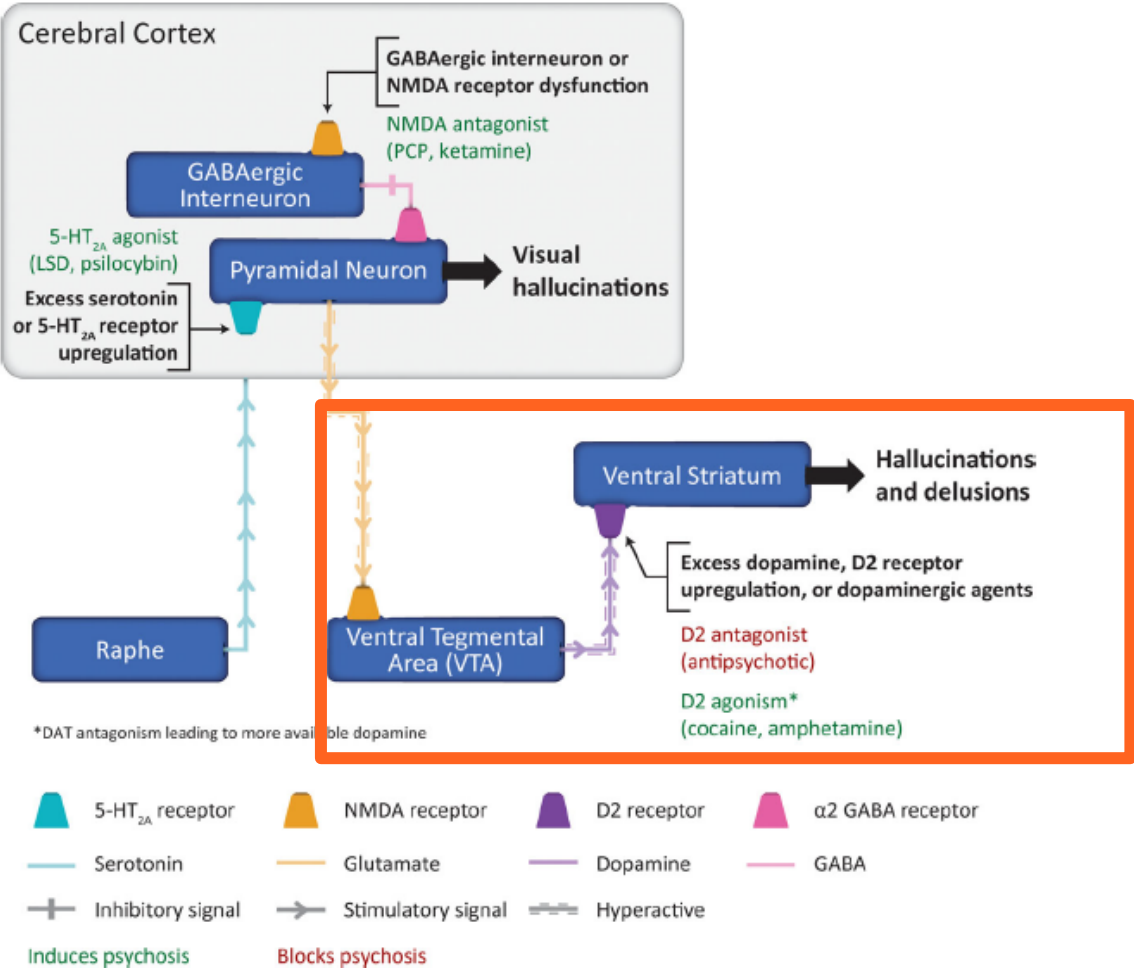 Cerebral Cortex
GABAergic interneuron or
NMDA receptor dysfunction
NMDA antagonist
(PCP, ketamine)
GABAergic
Interneuron
5-HT2A agonist
(LSD, psilocybin)
Pyramidal Neuron
Visual
hallucinations
Excess serotonin
or 5-HT2A receptor
upregulation
Ventral Striatum
Hallucinations
and delusions
Excess dopamine, D2 receptor
upregulation, or dopaminergic agents
Raphe
Ventral Tegmental
Area (VTA)
D2 antagonist
(antipsychotic)
D2 agonism*
(cocaine, amphetamine)
*DAT antagonism leading to more available dopamine
5-HT2A receptor
NMDA receptor
D2 receptor
α2 GABA receptor
Serotonin
Glutamate
Dopamine
GABA
Inhibitory signal
Stimulatory signal
Hyperactive
Induces psychosis
Blocks psychosis